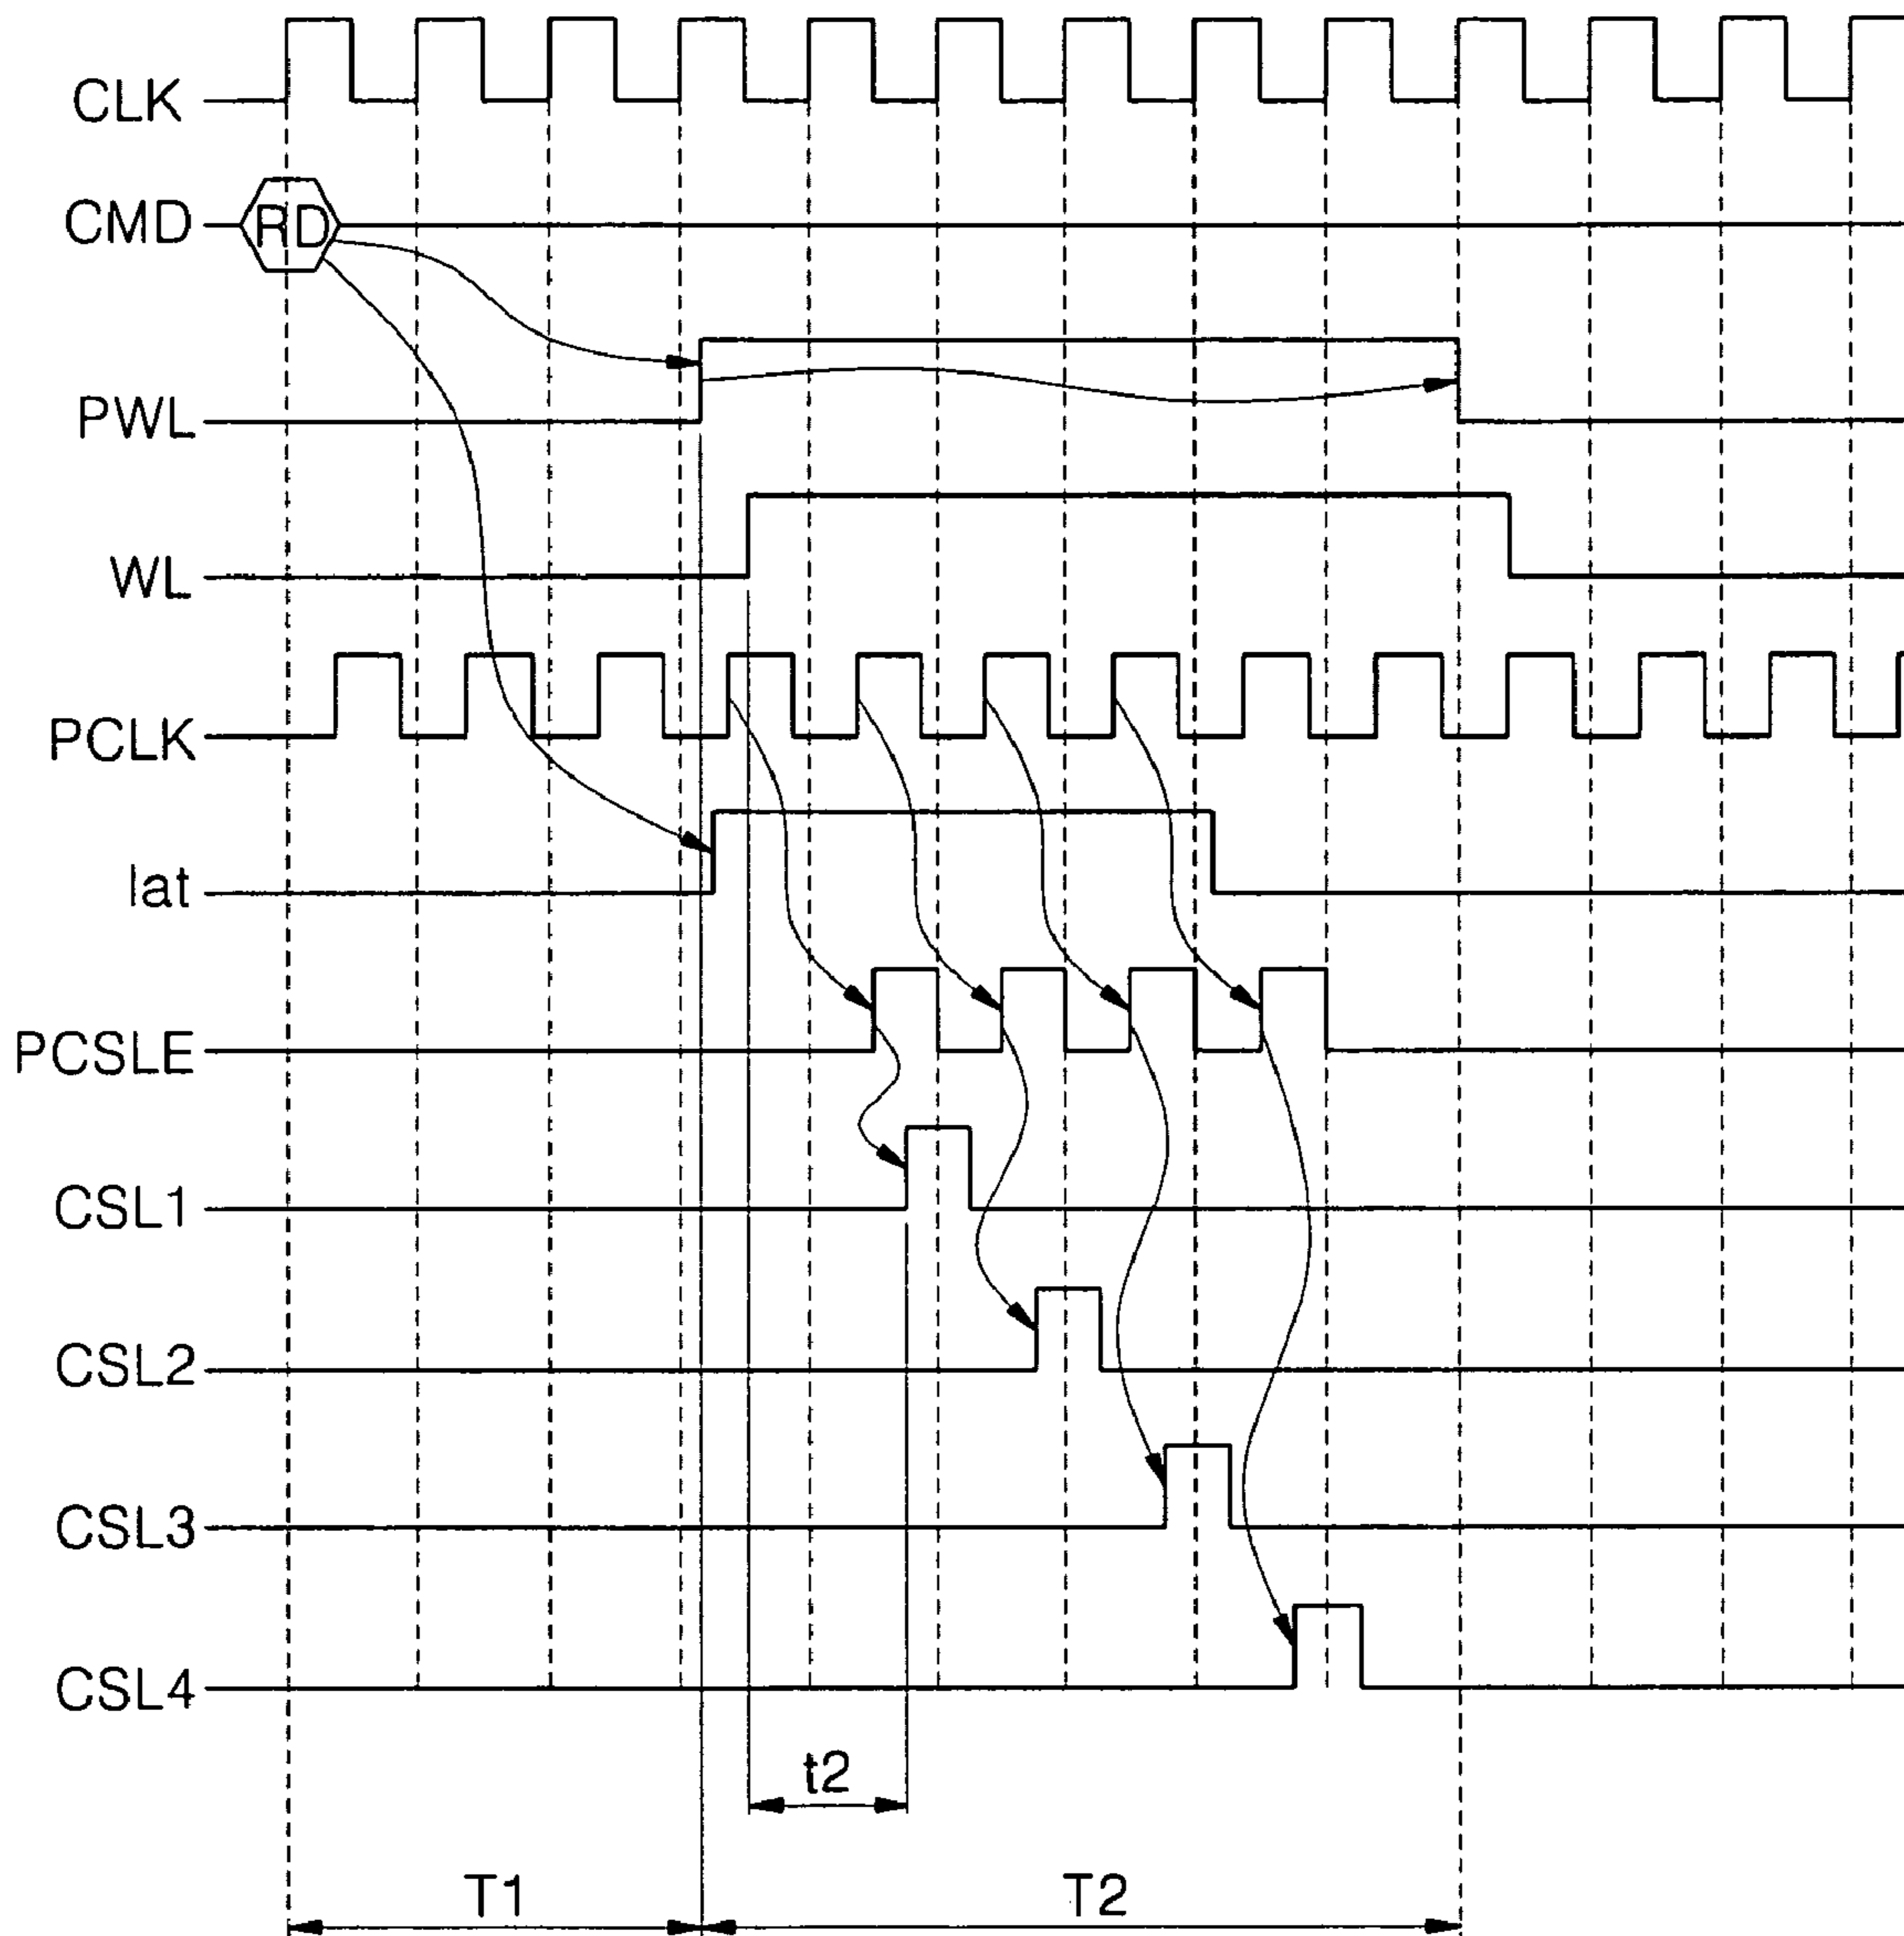 CLK
CMD
RD
PWL
WL
PCLK
lat
PCSLE
CSL1
CSL2
CSL3
CSL4
t2
T1
T2